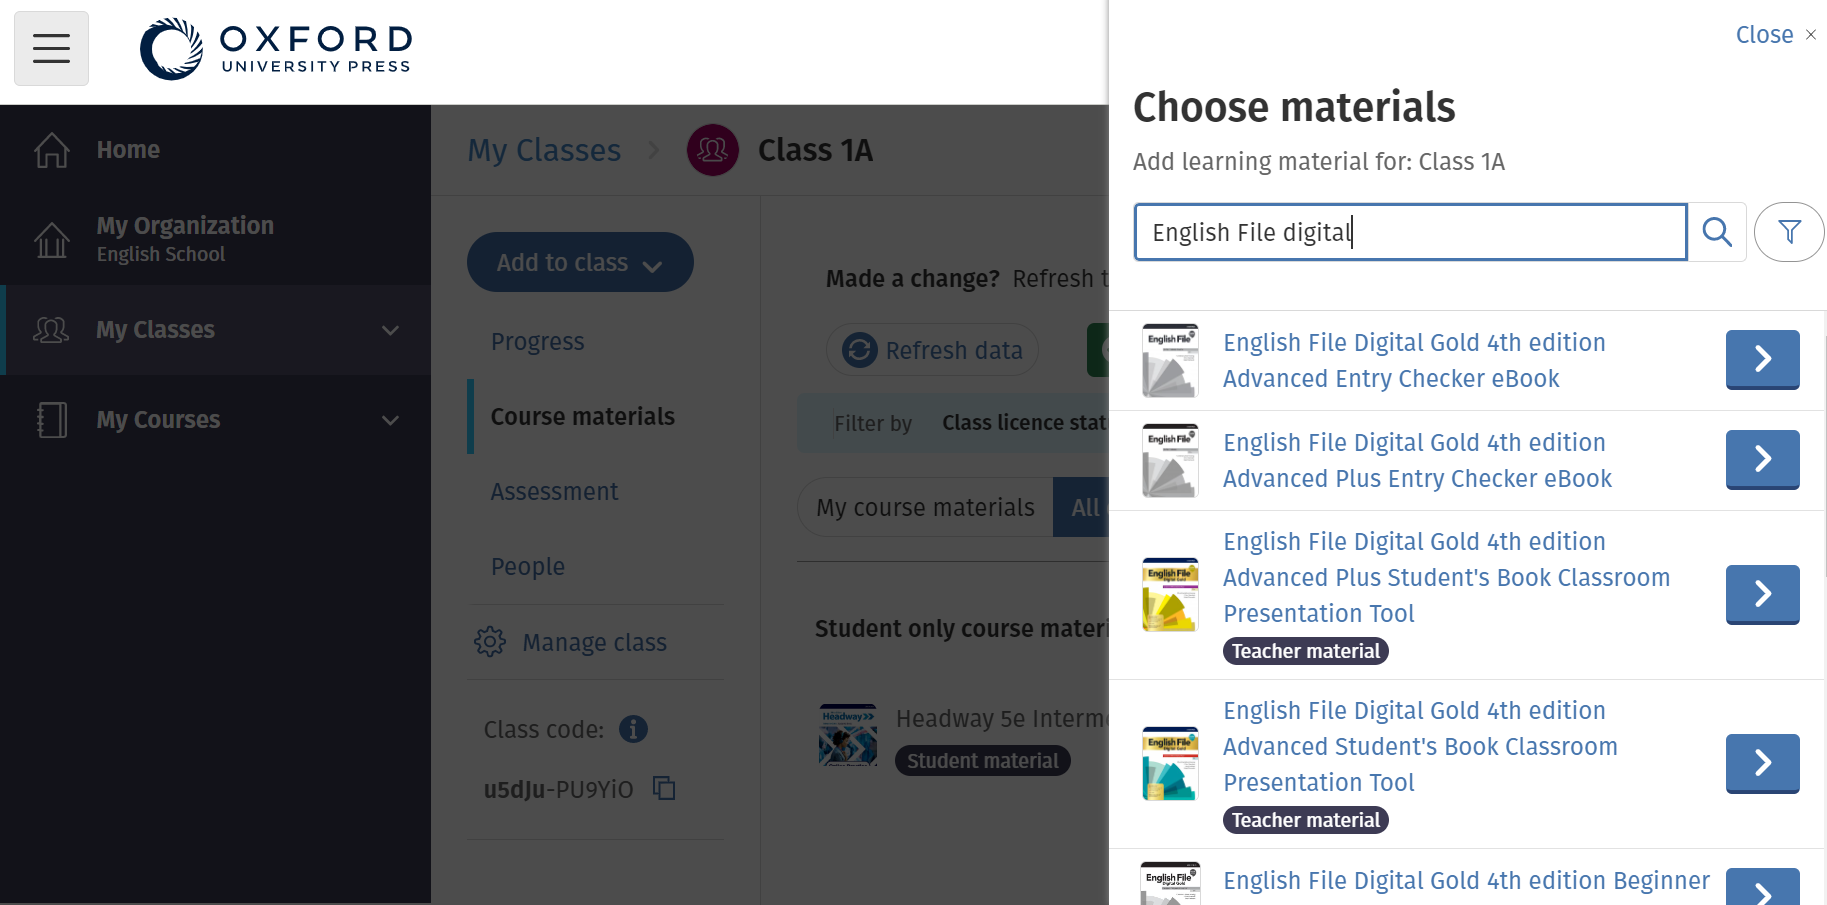 OXFORD
UNIVERSITY PRESS
Home
My Organization
English School
My Classes
My Courses
My Classes
Class 1A
Add to class
Progress
Course materials
Assessment
People
Manage class
Class code:
u5dJu-PU9YiO
Made a change? Refresh t
Refresh data
Filter by Class licence stat
My course materials
All
Student only course materi
Headway
Headway 5e Interm
Student material
Close
Choose materials
Add learning material for: Class 1A
English File digital
English File
English File Digital Gold 4th edition
Advanced Entry Checker eBook
English File
English File Digital Gold 4th edition
Advanced Plus Entry Checker eBook
English File
English File Digital Gold 4th edition
Advanced Plus Student's Book Classroom
Presentation Tool
Teacher material
English File
English File Digital Gold 4th edition
Advanced Student's Book Classroom
Presentation Tool
Teacher material
English File
English File Digital Gold 4th edition Beginner